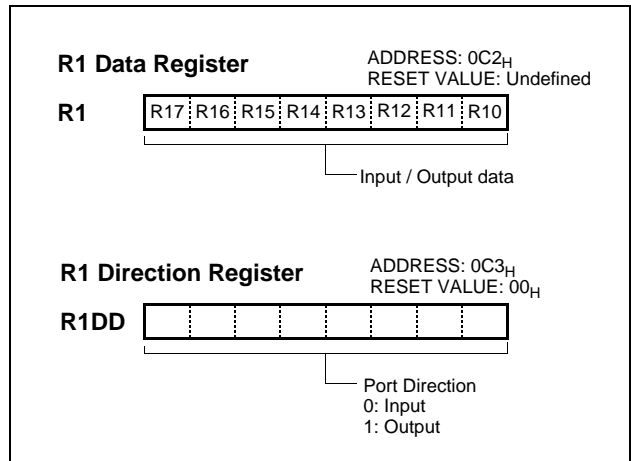 R1 Data Register
ADDRESS: 0C2H
RESET VALUE: Undefined
R1
R17 R16 R15 R14 R13 R12 R11 R10
Input / Output data
R1 Direction Register
ADDRESS: 0C3H
RESET VALUE: 00H
R1DD
Port Direction
0: Input
1: Output